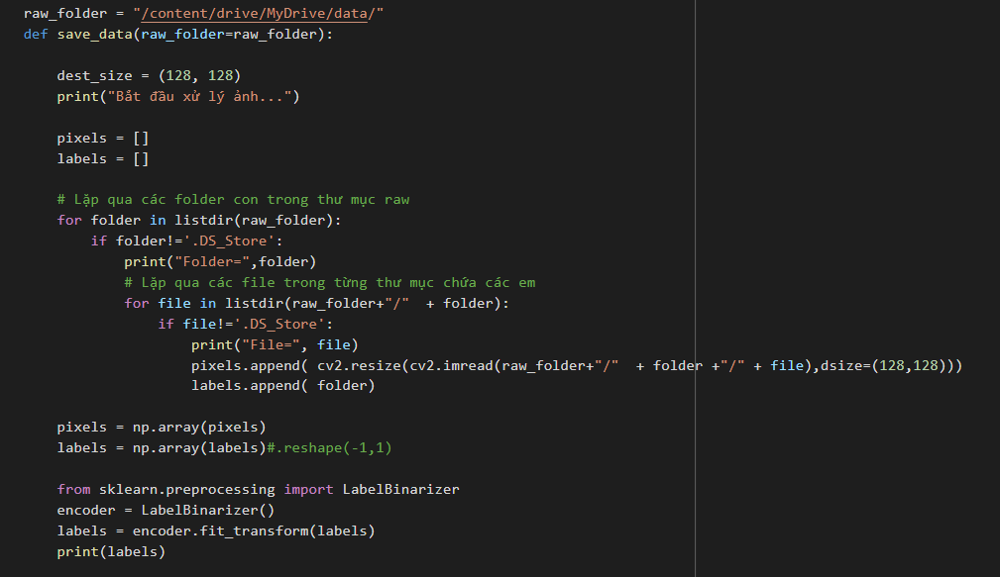 raw_folder = "/content/drive/MyDrive/data/"
def save_data(raw_folder=raw_folder):
dest_size = (128, 128)
print("Bắt đầu xử lý ảnh...")
pixels = []
labels = []
# Lặp qua các folder con trong thư mục raw
for folder in listdir(raw_folder):
if folder!='.DS_Store':
print("Folder=",folder)
# Lặp qua các file trong từng thư mục chứa các em
for file in listdir(raw_folder+"/"  + folder):
if file!='.DS_Store':
print("File=", file)
pixels.append( cv2.resize(cv2.imread(raw_folder+"/"  + folder +"/" + file),dsize=(128,128)))
labels.append( folder)
pixels = np.array(pixels)
labels = np.array(labels)#.reshape(-1,1)
from sklearn.preprocessing import LabelBinarizer
encoder = LabelBinarizer()
labels = encoder.fit_transform(labels)
print(labels)